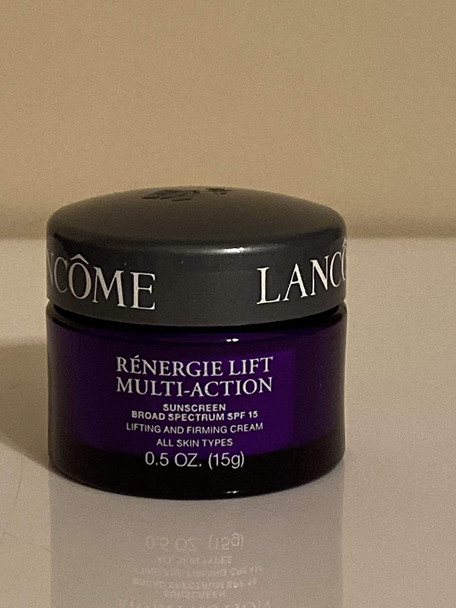 NCÔME LANCÔ
RÉNERGIE LIFT
MULTI-ACTION
SUNSCREEN
BROAD SPECTRUM SPF 15
LIFTING AND FIRMING CREAM
ALL SKIN TYPES
0.5 OZ. (15g)